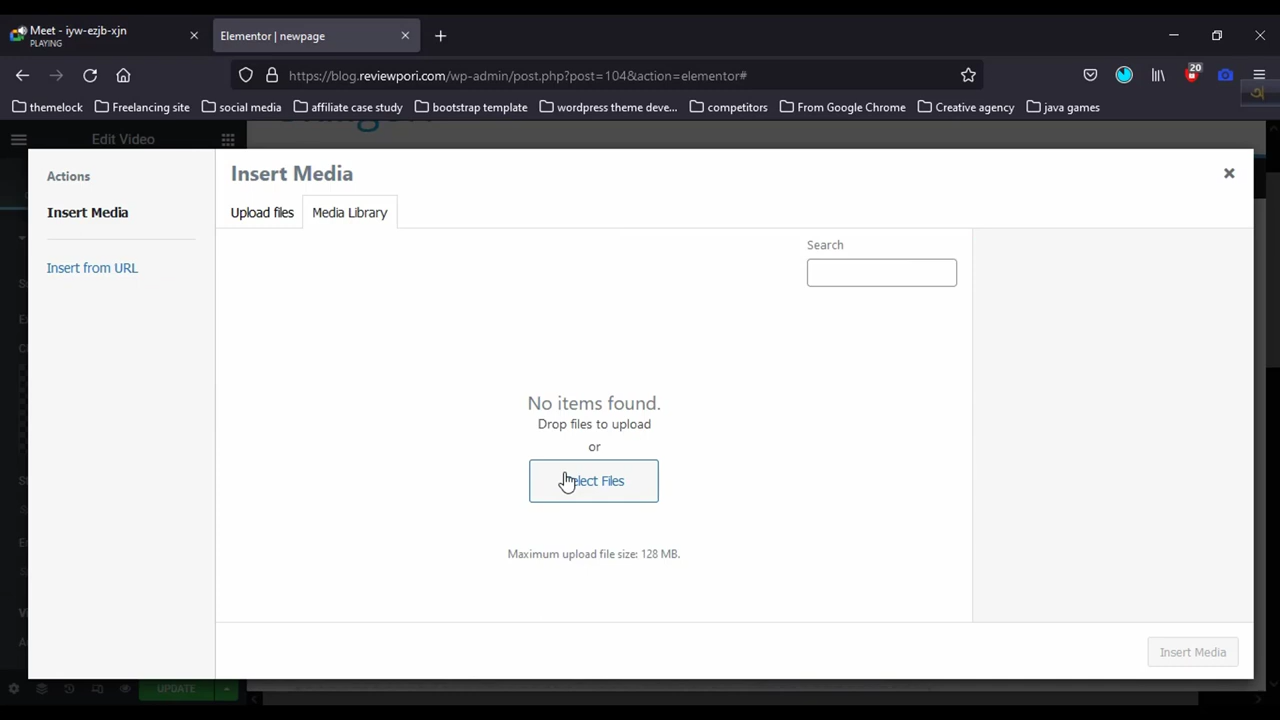 Meet - iyw-ezjb-xjn
PLAYING
Elementor | newpage
https://blog.reviewpori.com/wp-admin/post.php?post=104&action=elementor#
20
themelock
Freelancing site
social media
affiliate case study
bootstrap template
wordpress theme deve...
competitors
From Google Chrome
Creative agency
java games
অ
Edit Video
Actions
Insert Media
Insert from URL
Insert Media
Upload files
Media Library
Search
No items found.
Drop files to upload
or
Select Files
Maximum upload file size: 128 MB.
Insert Media
UPDATE